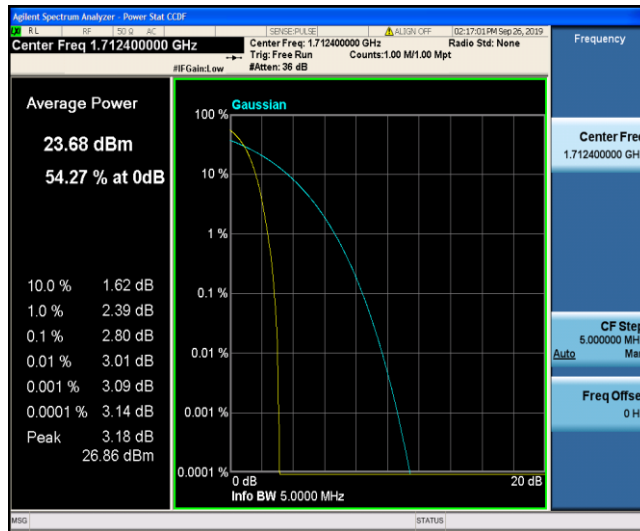 Agilent Spectrum Analyzer - Power Stat CCDF
RL RF 50 Ω AC SENSE:PULSE ALIGN OFF 02:17:01 PM Sep 26, 2019
Center Freq 1.712400000 GHz
Center Freq: 1.712400000 GHz Radio Std: None
Trig: Free Run Counts:1.00 M/1.00 Mpt
#IFGain:Low #Atten: 36 dB
Frequency
Average Power
23.68 dBm
54.27 % at 0dB
10.0 % 1.62 dB
1.0 % 2.39 dB
0.1 % 2.80 dB
0.01 % 3.01 dB
0.001 % 3.09 dB
0.0001 % 3.14 dB
Peak 3.18 dB
26.86 dBm
Gaussian
100 %
10 %
1 %
0.1 %
0.01 %
0.001 %
0.0001 %
0 dB 20 dB
Info BW 5.0000 MHz
Center Fre
1.712400000 GH
CF Step
5.000000 MH
Auto Ma
Freq Offse
0 H
MSG STATUS